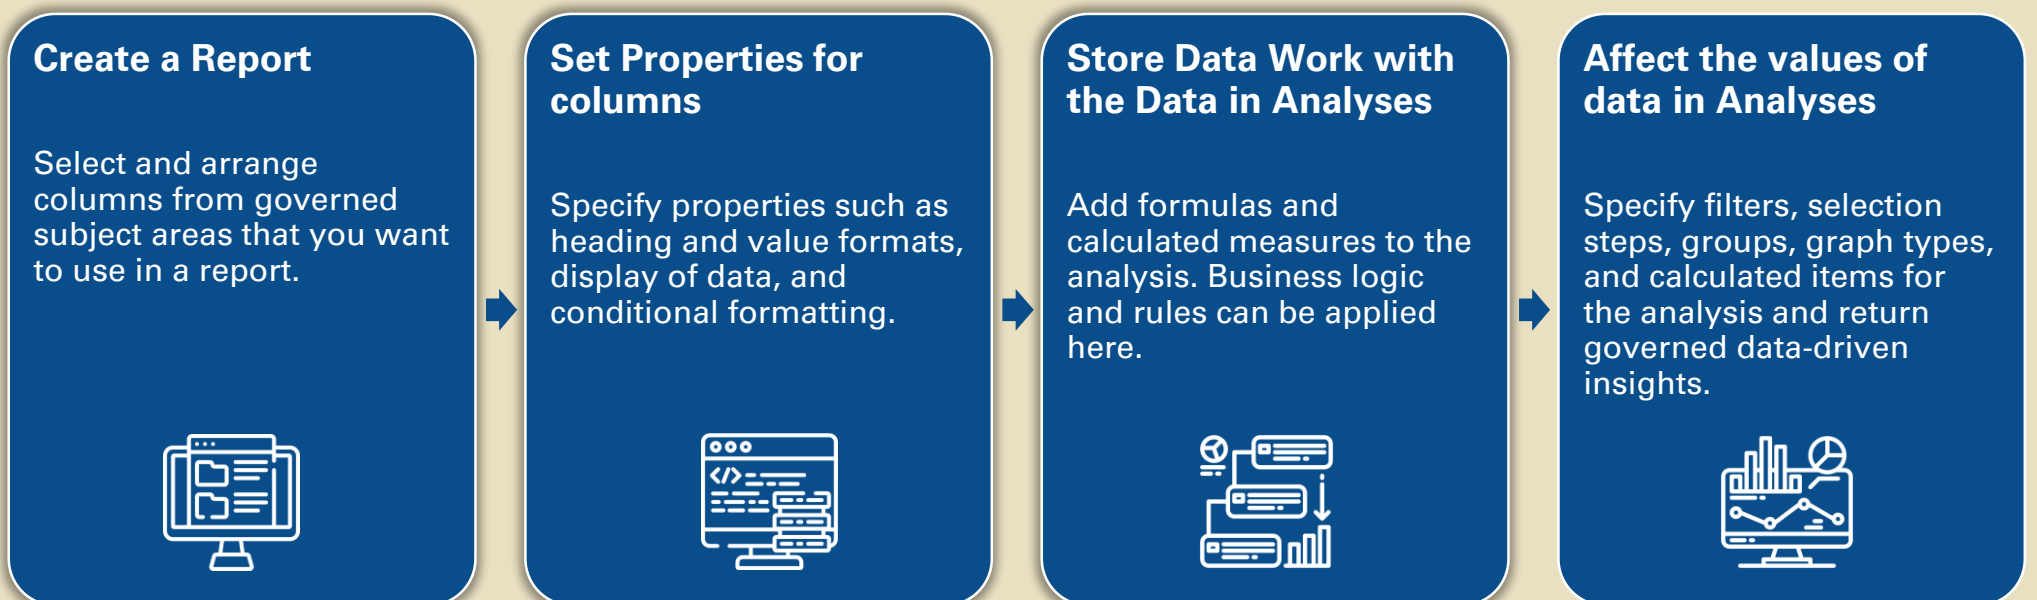 Create a Report
Select and arrange
columns from governed
subject areas that you want
to use in a report.
Set Properties for
columns
Specify properties such as
heading and value formats,
display of data, and
conditional formatting.
Store Data Work with
the Data in Analyses
Add formulas and
calculated measures to the
analysis. Business logic
and rules can be applied
here.
Affect the values of
data in Analyses
Specify filters, selection
steps, groups, graph types,
and calculated items for
the analysis and return
governed data-driven
insights.